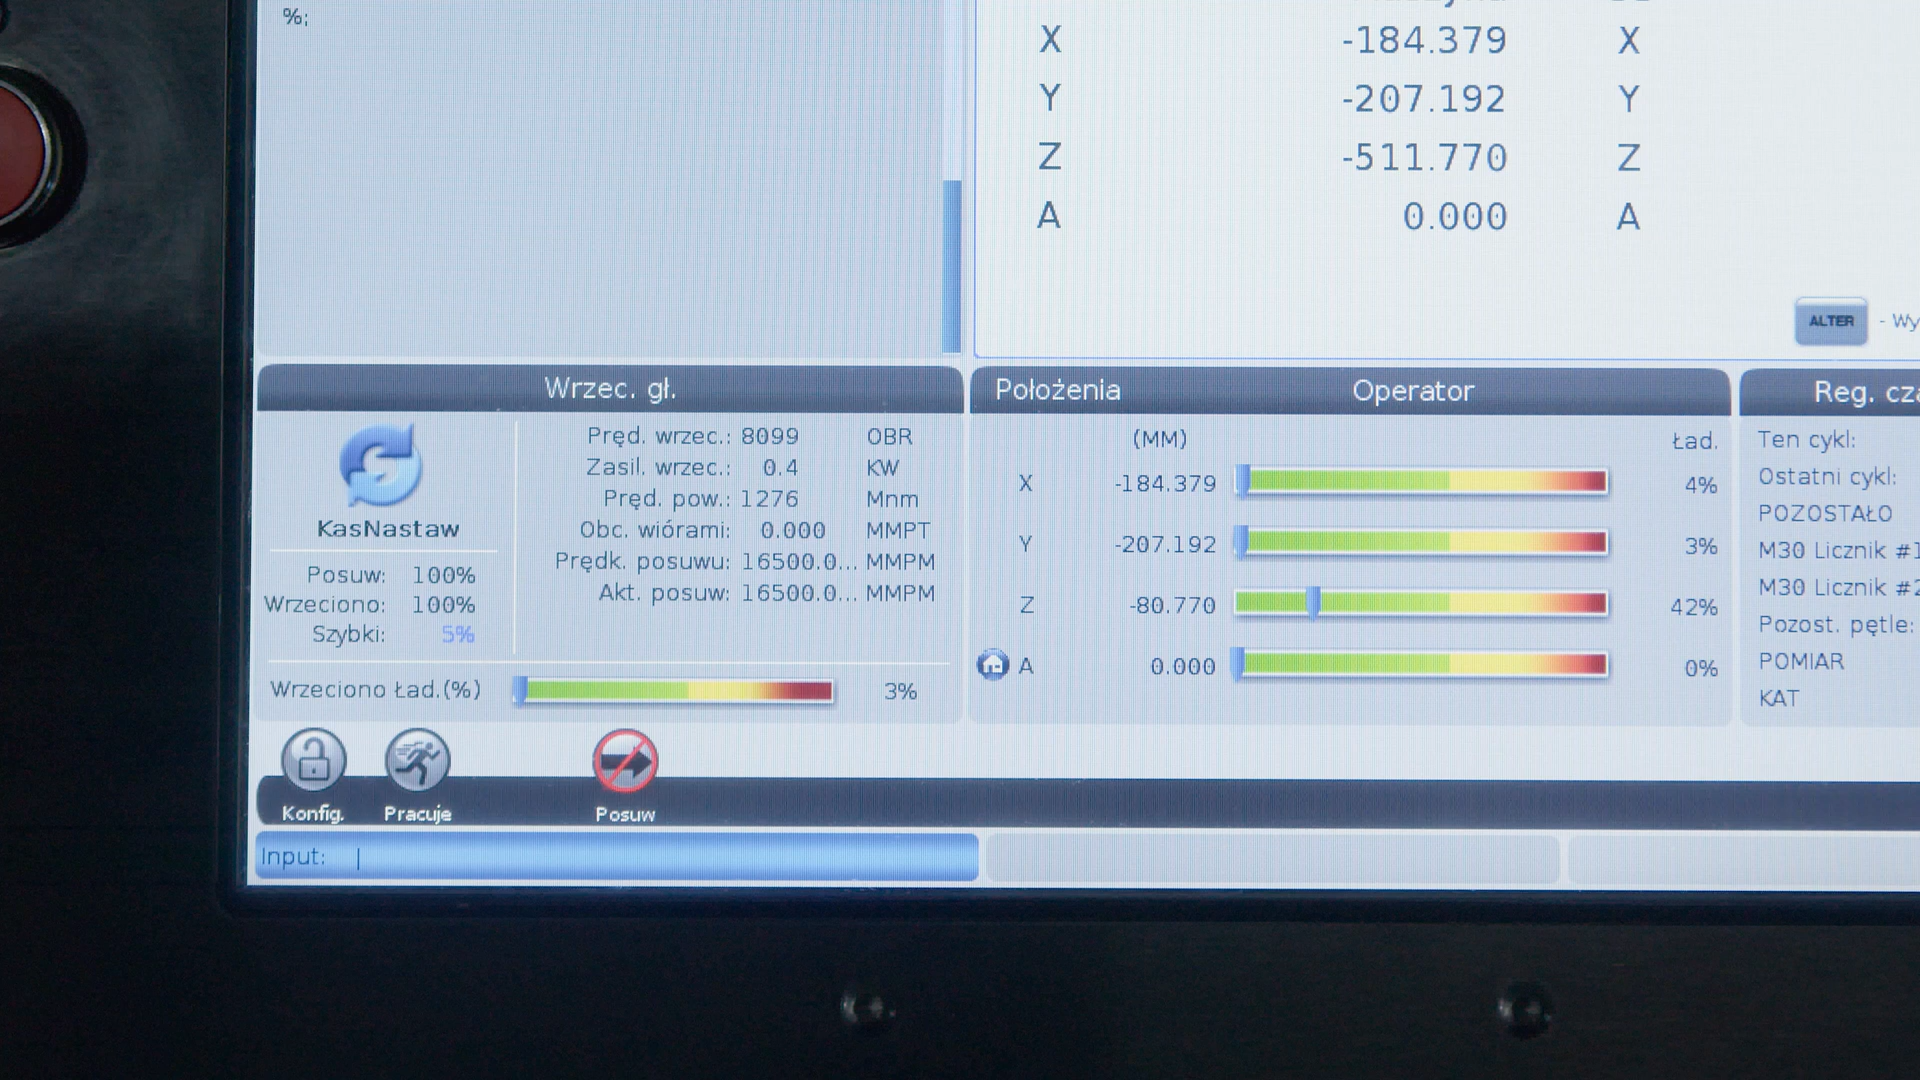 %;
X -184.379 X
Y -207.192 Y
Z -511.770 Z
A 0.000 A
ALTER - Wy
Wrzec. gł.
KasNastaw
Posuw: 100%
Wrzeciono: 100%
Szybki: 5%
Pręd. wrzec.: 8099 OBR
Zasil. wrzec.: 0.4 KW
Pręd. pow.: 1276 Mnm
Obc. wiórami: 0.000 MMPT
Prędk. posuwu: 16500.0... MMPM
Akt. posuw: 16500.0... MMPM
Wrzeciono Ład.(%) 3%
Położenia Operator
(MM) Ład.
X -184.379 4%
Y -207.192 3%
Z -80.770 42%
A 0.000 0%
Reg. cza
Ten cykl:
Ostatni cykl:
POZOSTAŁO
M30 Licznik #1
M30 Licznik #2
Pozost. pętle:
POMIAR
KAT
Konfig. Pracuje Posuw
Input: |